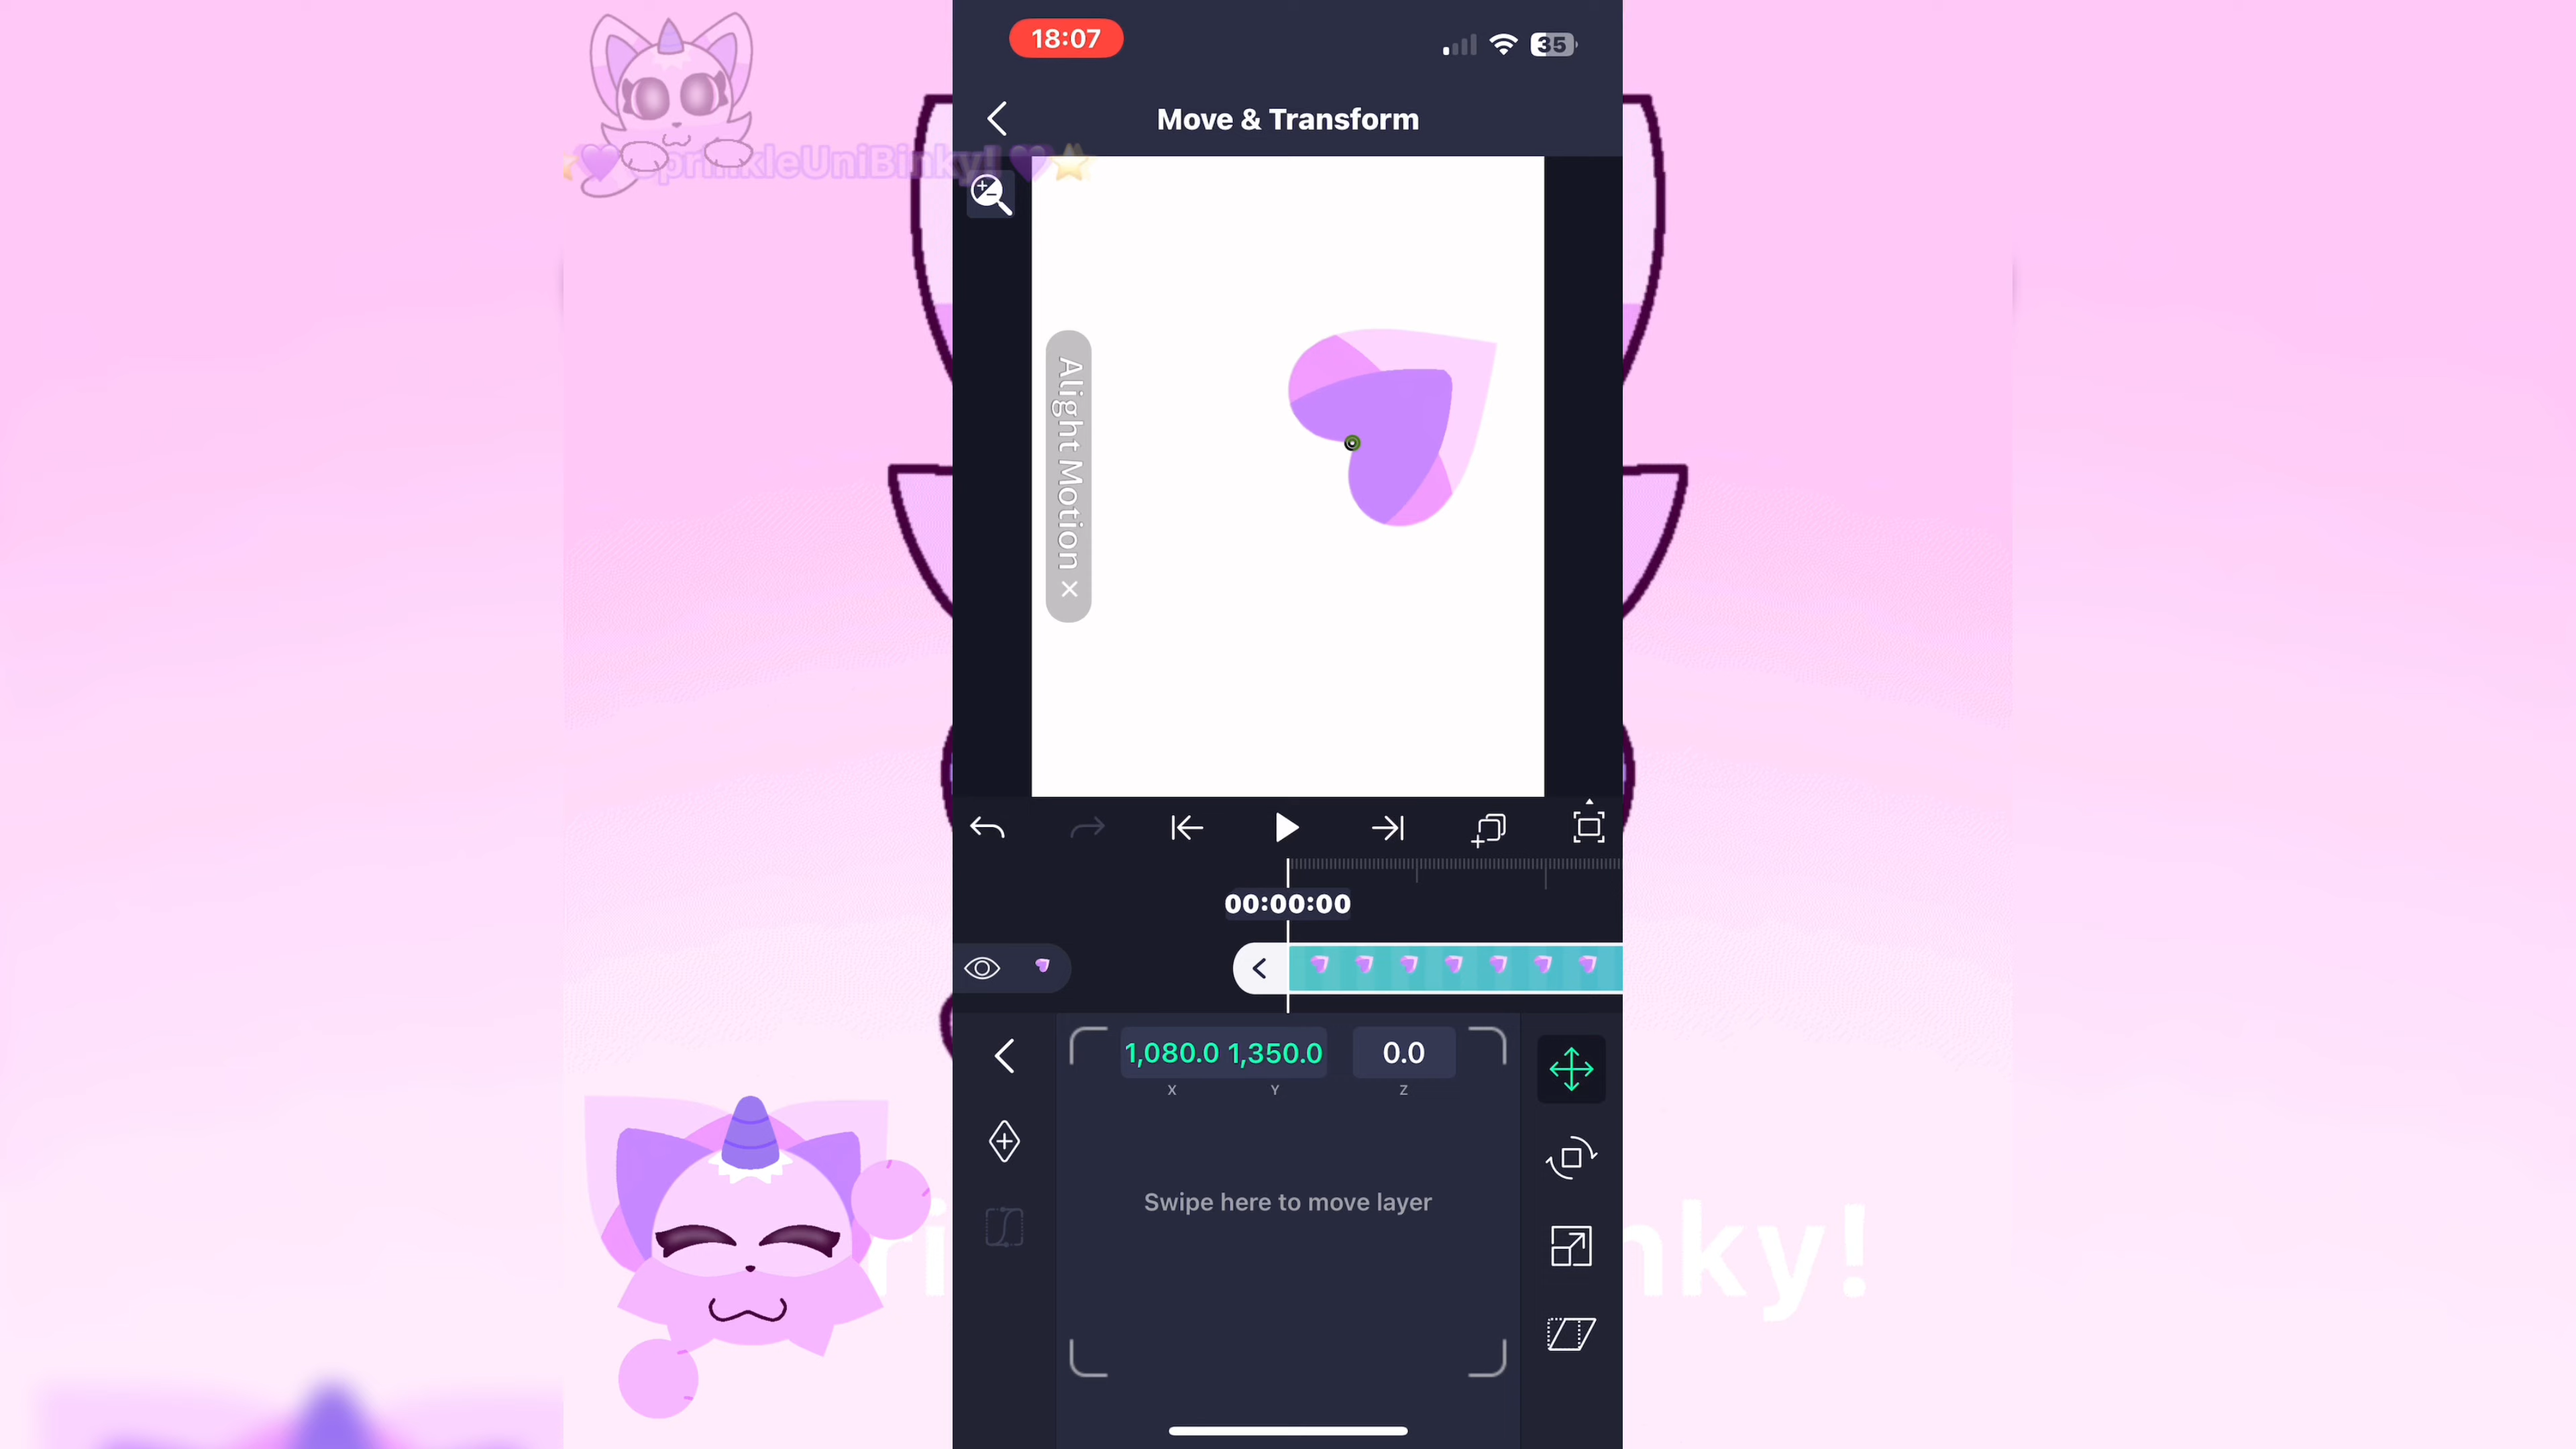 18:07
35
Move & Transform
SprinkleUniBinky!
Alight Motion ×
00:00:00
1,080.0 1,350.0 0.0
X Y Z
Swipe here to move layer